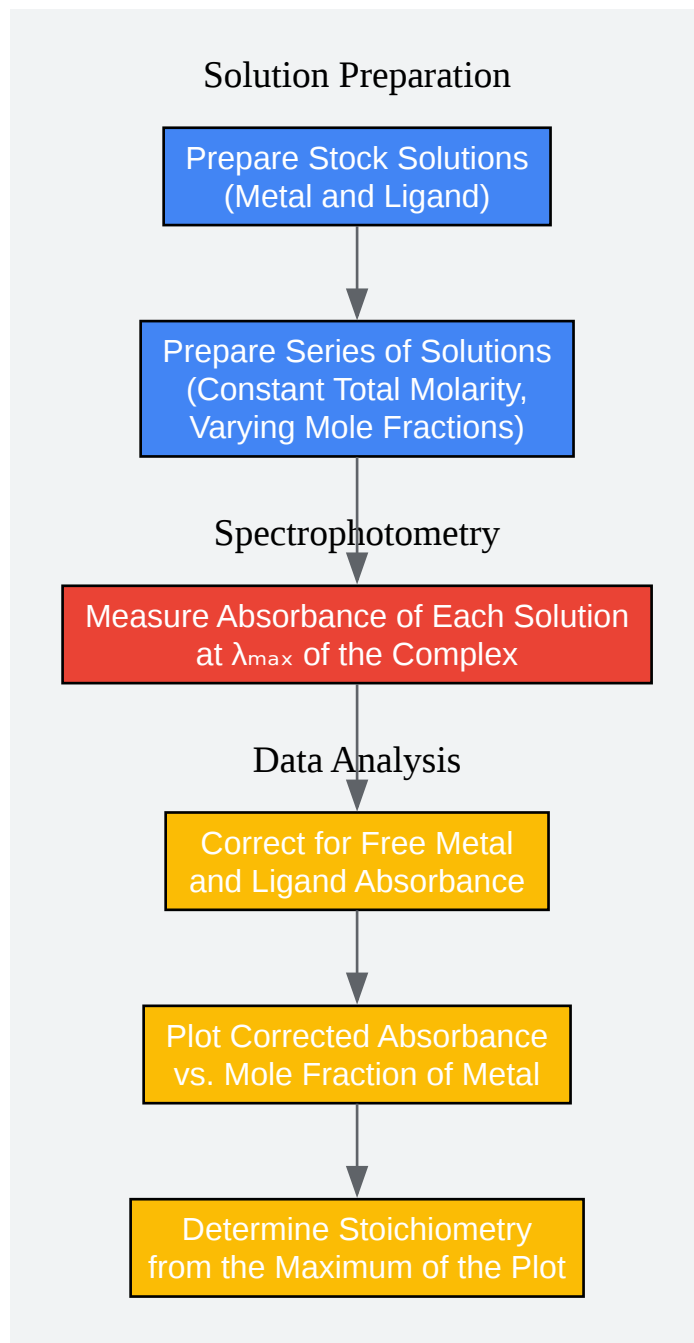 Solution Preparation
Prepare Stock Solutions
(Metal and Ligand)
Prepare Series of Solutions
(Constant Total Molarity,
Varying Mole Fractions)
Spectrophotometry
Measure Absorbance of Each Solution
at λₘₐₓ of the Complex
Data Analysis
Correct for Free Metal
and Ligand Absorbance
Plot Corrected Absorbance
vs. Mole Fraction of Metal
Determine Stoichiometry
from the Maximum of the Plot